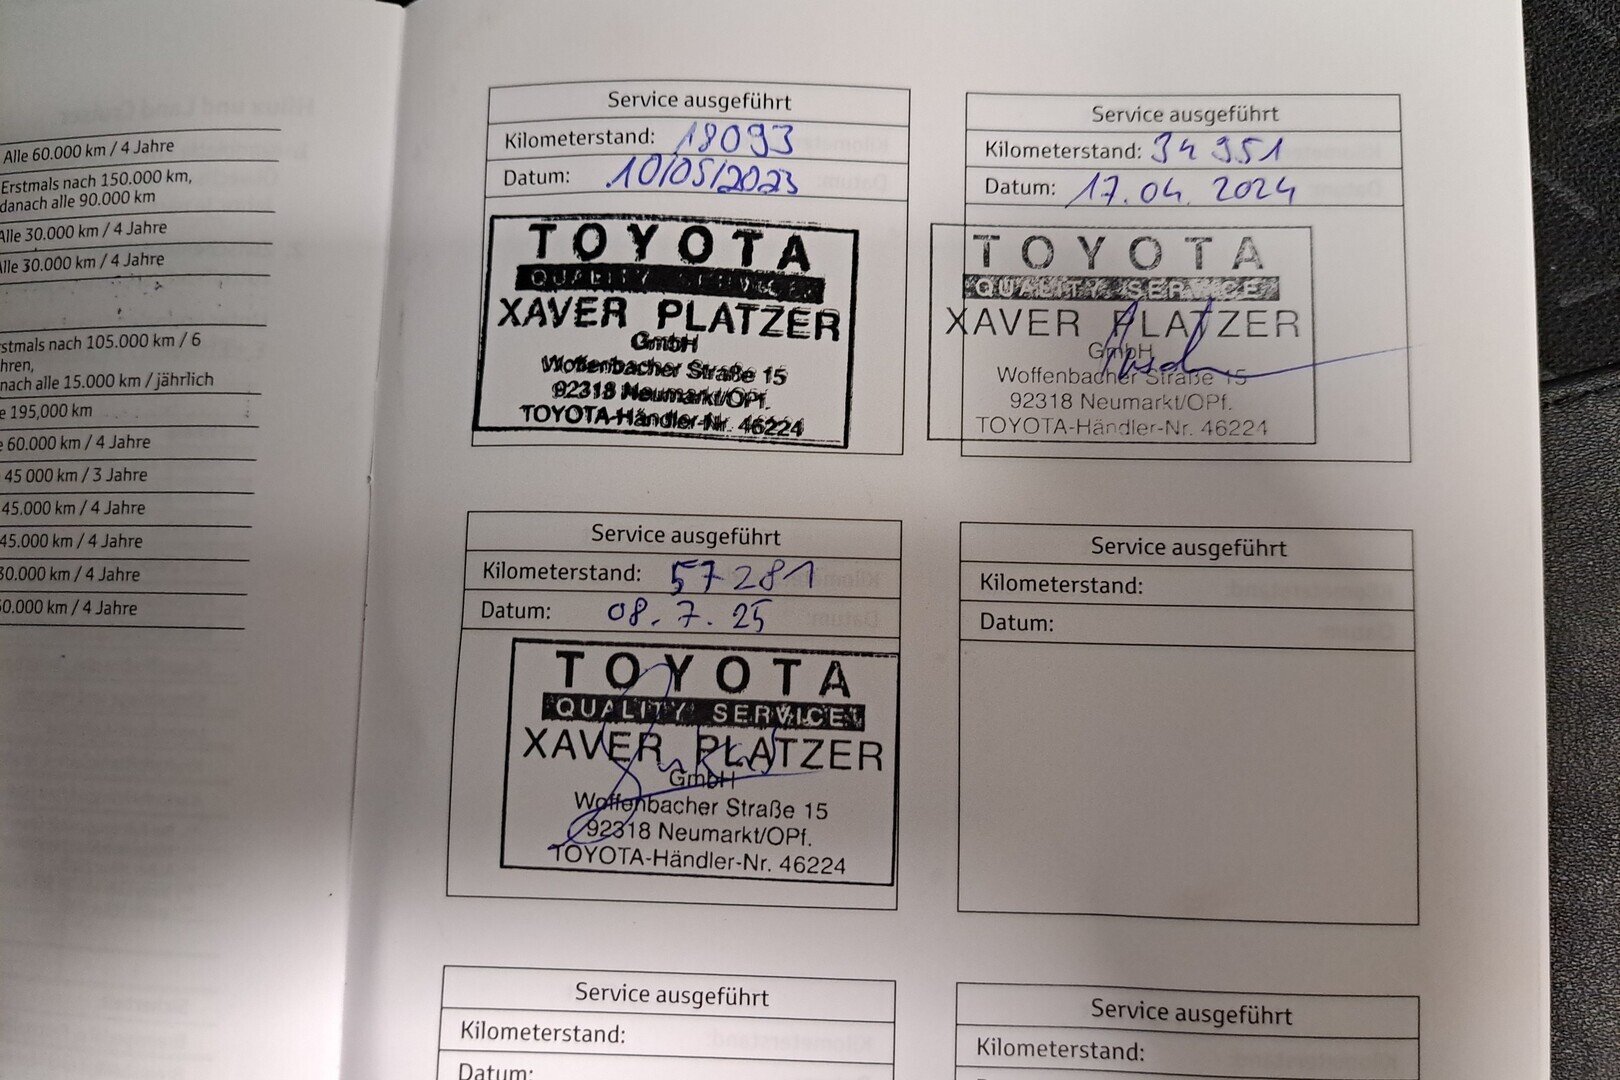 Alle 60.000 km / 4 Jahre
Erstmals nach 150.000 km,
danach alle 90.000 km
Alle 30.000 km / 4 Jahre
Alle 30.000 km / 4 Jahre
stmals nach 105.000 km / 6
hren,
nach alle 15.000 km / jährlich
e 195,000 km
e 60.000 km / 4 Jahre
45 000 km / 3 Jahre
45.000 km / 4 Jahre
45.000 km / 4 Jahre
30.000 km / 4 Jahre
60.000 km / 4 Jahre
Service ausgeführt
Kilometerstand: 18093
Datum: 10/05/2023
TOYOTA
QUALITY SERVICE
XAVER PLATZER
GmbH
Woffenbacher Straße 15
92318 Neumarkt/OPf.
TOYOTA-Händler-Nr. 46224
Service ausgeführt
Kilometerstand: 34951
Datum: 17.04.2024
TOYOTA
QUALITY SERVICE
XAVER PLATZER
GmbH
Woffenbacher Straße 15
92318 Neumarkt/OPf.
TOYOTA-Händler-Nr. 46224
Service ausgeführt
Kilometerstand: 57281
Datum: 08.7.25
TOYOTA
QUALITY SERVICE
XAVER PLATZER
GmbH
Woffenbacher Straße 15
92318 Neumarkt/OPf.
TOYOTA-Händler-Nr. 46224
Service ausgeführt
Kilometerstand:
Datum:
Service ausgeführt
Kilometerstand:
Datum:
Service ausgeführt
Kilometerstand: